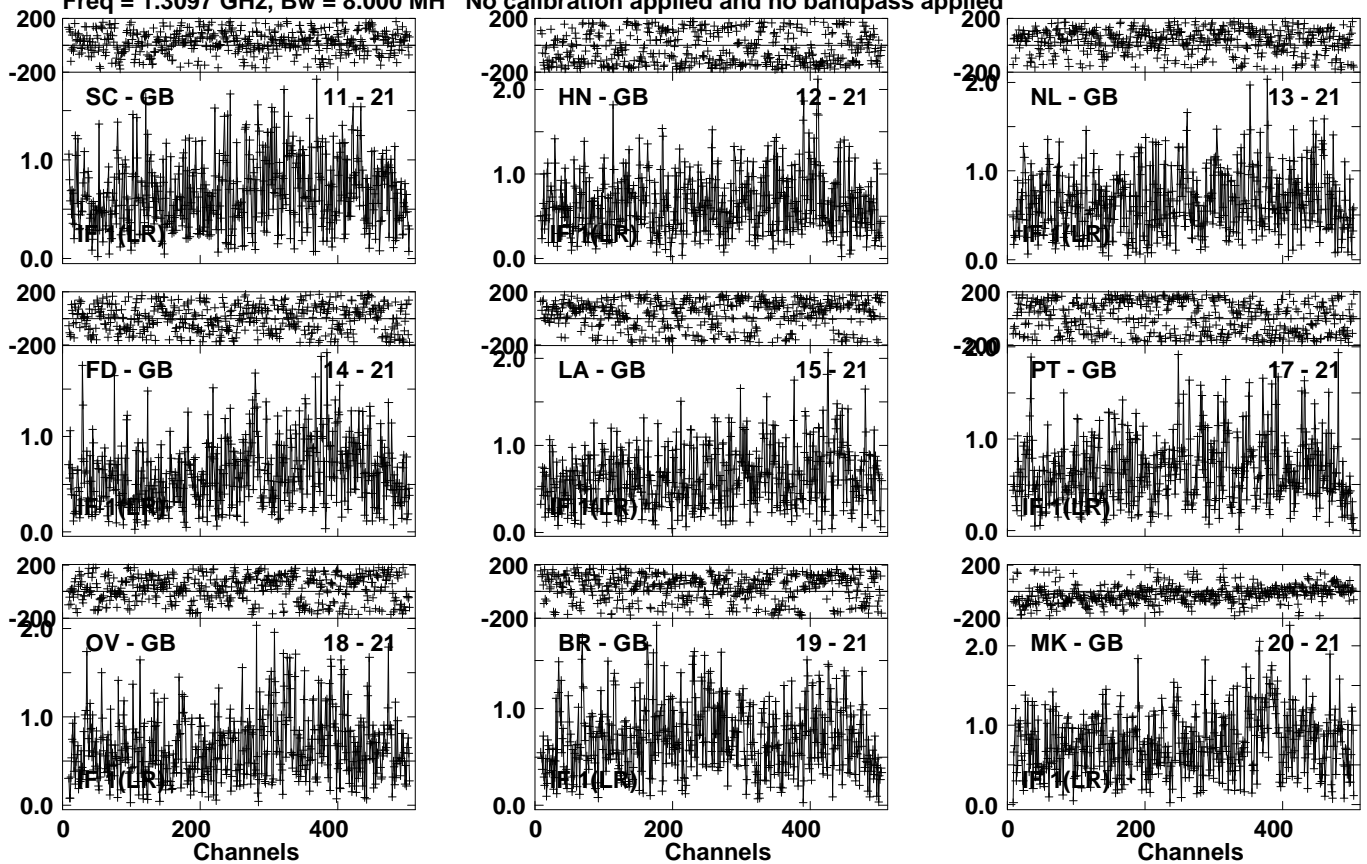 Freq = 1.3097 GHz, Bw = 8.000 MH No calibration applied and no bandpass applied
200 200 200
-200 -200 -200
2.0 2.0
SC - GB 11 - 21 HN - GB 12 - 21 NL - GB 13 - 21
1.0 1.0 1.0
IF 1(LR) IF 1(LR) IF 1(LR)
0.0 0.0 0.0
200 200 200
-200 -200 -200
2.0 2.0
FD - GB 14 - 21 LA - GB 15 - 21 PT - GB 17 - 21
1.0 1.0 1.0
IF 1(LR) IF 1(LR) IF 1(LR)
0.0 0.0 0.0
200 200 200
-200 -200 -200
2.0 2.0
OV - GB 18 - 21 BR - GB 19 - 21 MK - GB 20 - 21
1.0 1.0 1.0
IF 1(LR) IF 1(LR) IF 1(LR)
0.0 0.0 0.0
0 200 400 0 200 400 0 200 400
Channels Channels Channels